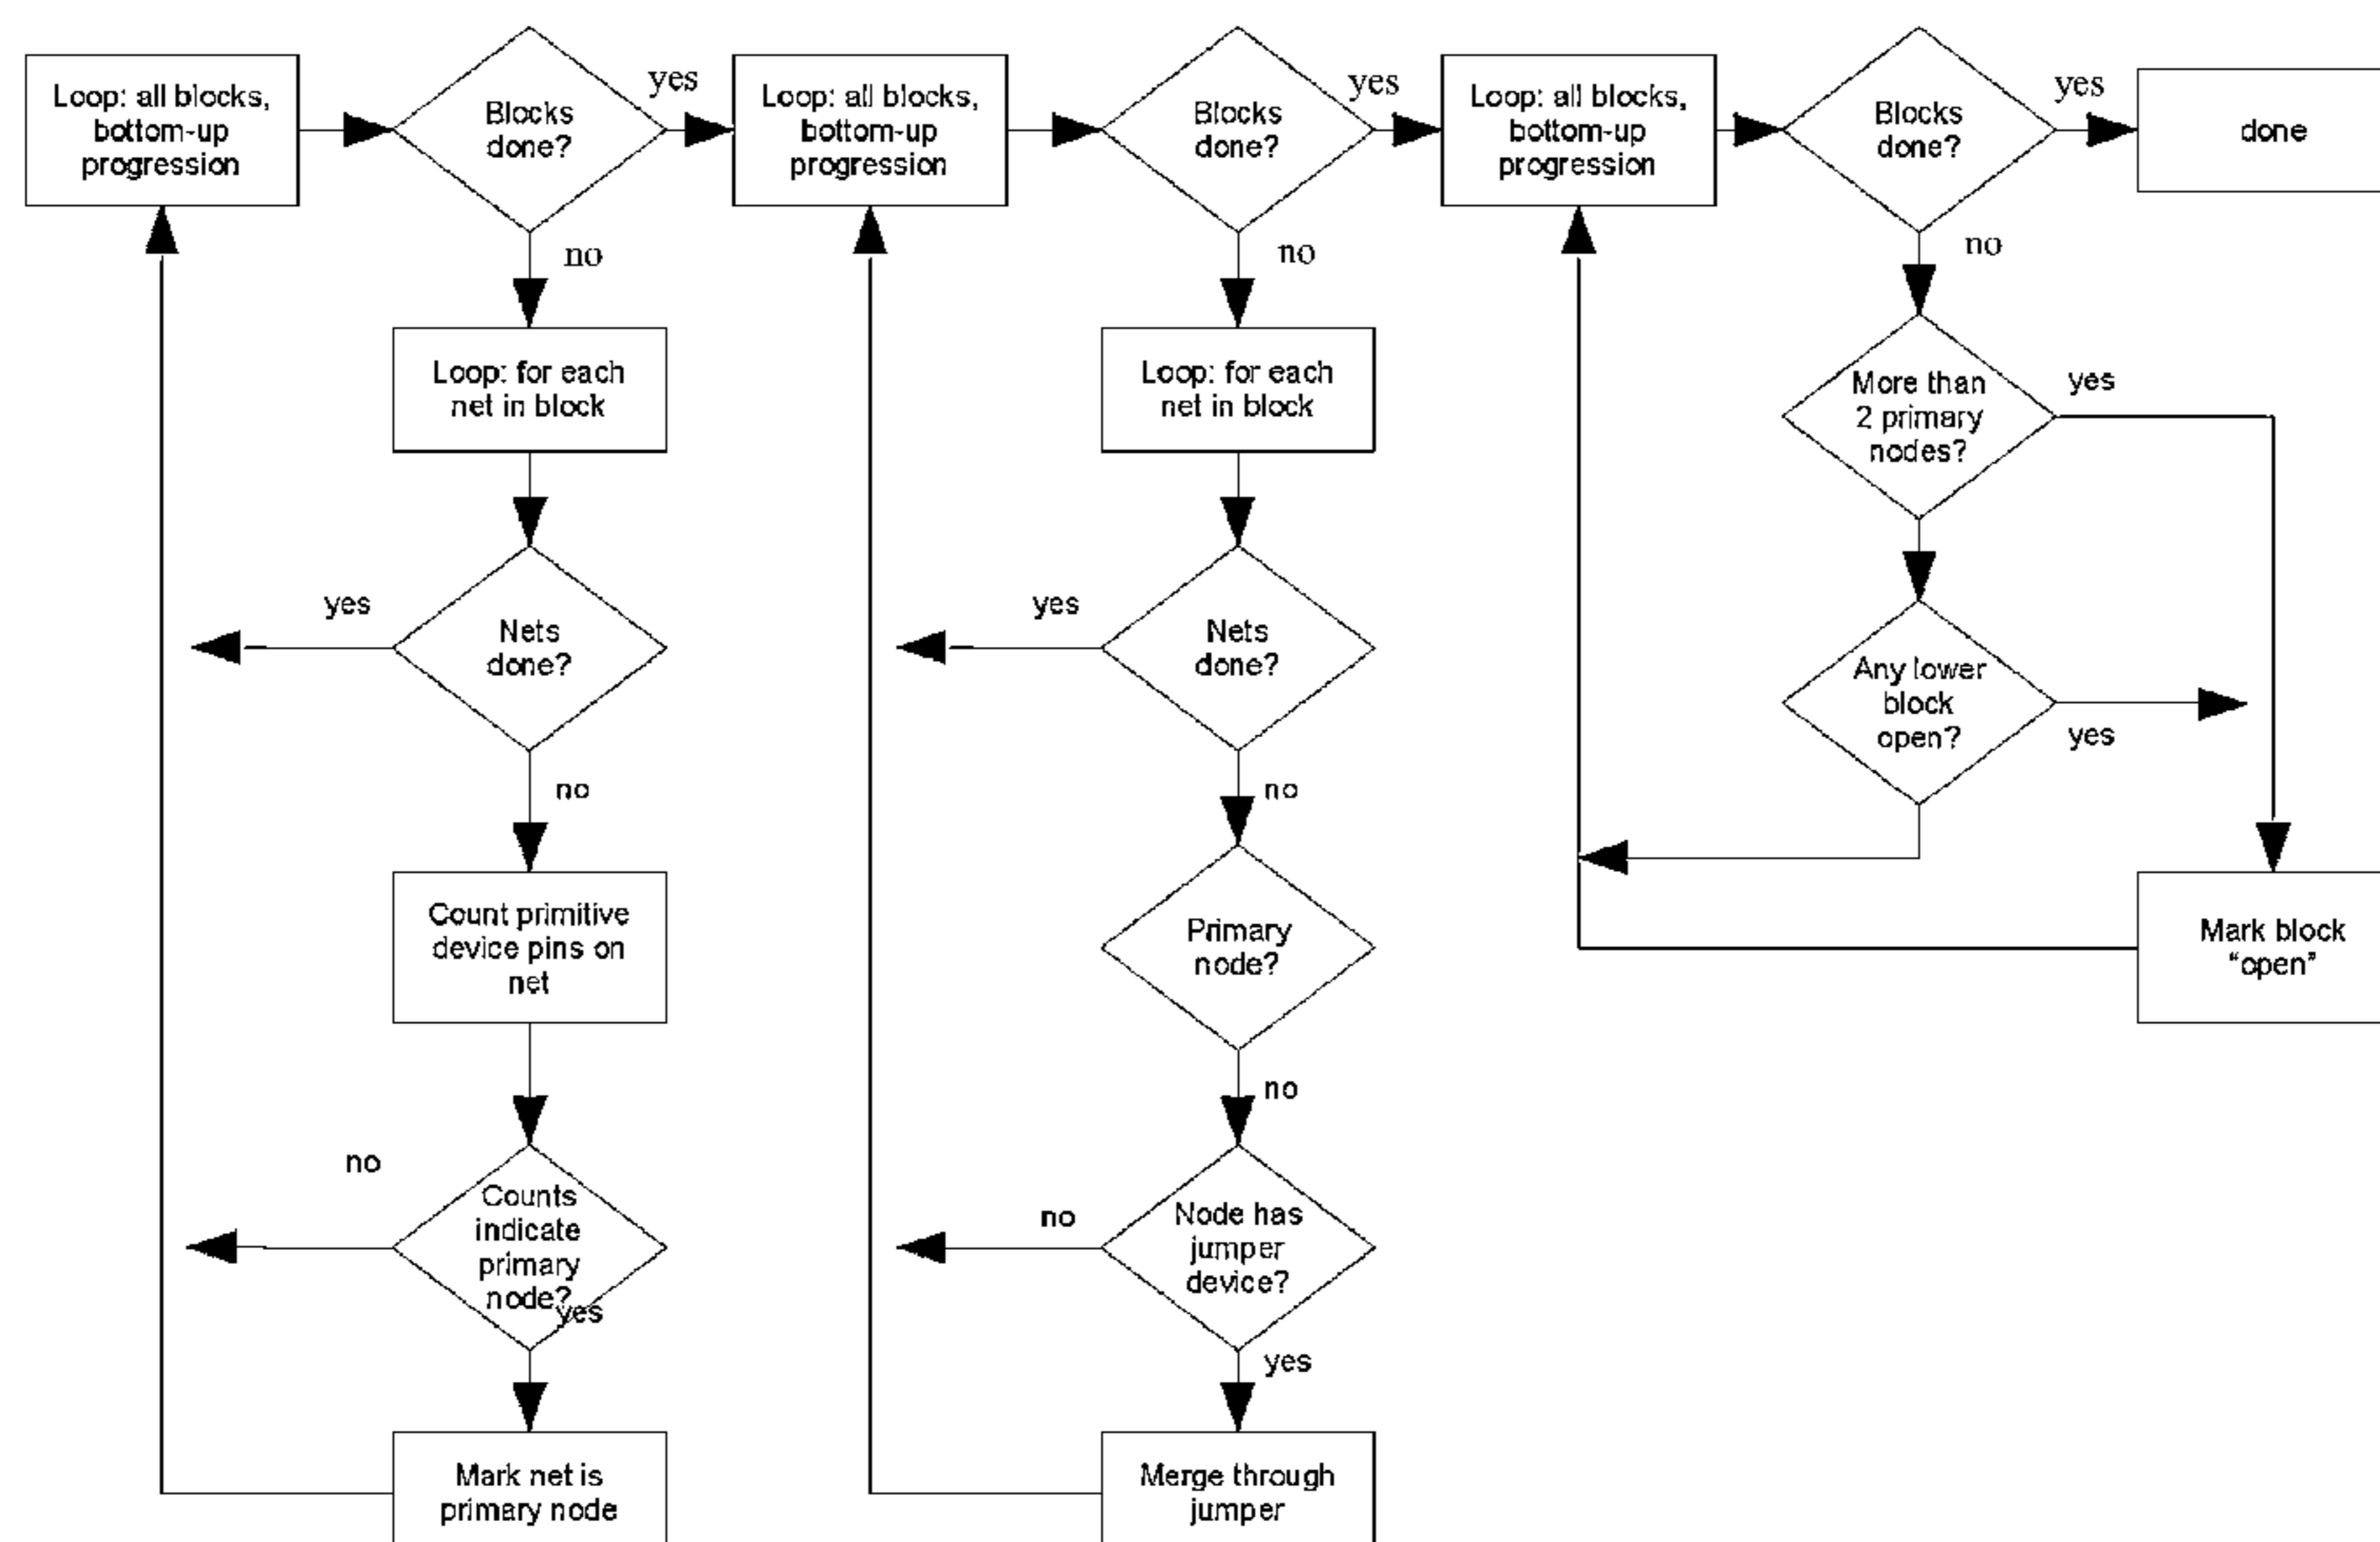 Loop: all blocks,
bottom-up
progression
Blocks
done?
yes
no
Loop: for each
net in block
Nets
done?
yes
no
Count primitive
device pins on
net
Counts
indicate
primary
node?
no
yes
Mark net is
primary node
Loop: all blocks,
bottom-up
progression
Blocks
done?
yes
no
Loop: for each
net in block
Nets
done?
yes
no
Primary
node?
no
Node has
jumper
device?
no
yes
Merge through
jumper
Loop: all blocks,
bottom-up
progression
Blocks
done?
yes
done
no
More than
2 primary
nodes?
yes
Any lower
block
open?
yes
Mark block
“open”